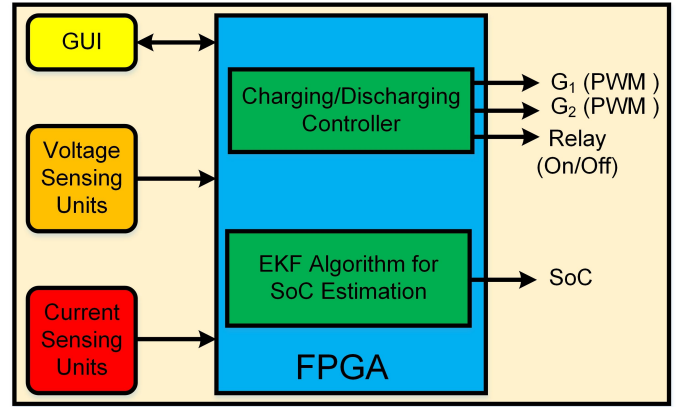 GUI
Voltage
Sensing
Units
Current
Sensing
Units
Charging/Discharging
Controller
EKF Algorithm for
SoC Estimation
FPGA
G₁ (PWM )
G₂ (PWM )
Relay
(On/Off)
SoC